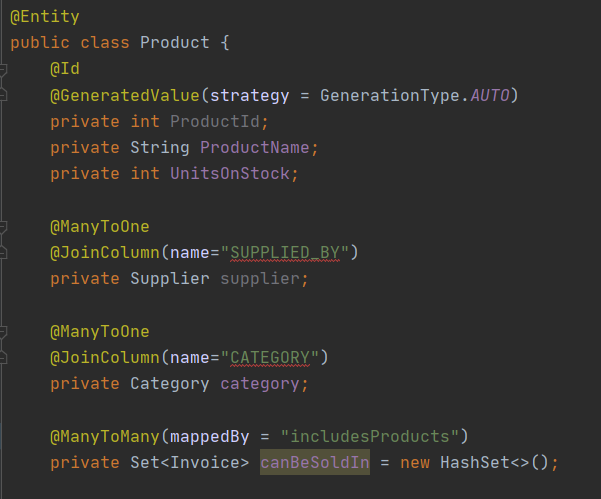 @Entity
public class Product {
@Id
@GeneratedValue(strategy = GenerationType.AUTO)
private int ProductId;
private String ProductName;
private int UnitsOnStock;
@ManyToOne
@JoinColumn(name="SUPPLIED_BY")
private Supplier supplier;
@ManyToOne
@JoinColumn(name="CATEGORY")
private Category category;
@ManyToMany(mappedBy = "includesProducts")
private Set<Invoice> canBeSoldIn = new HashSet<>();